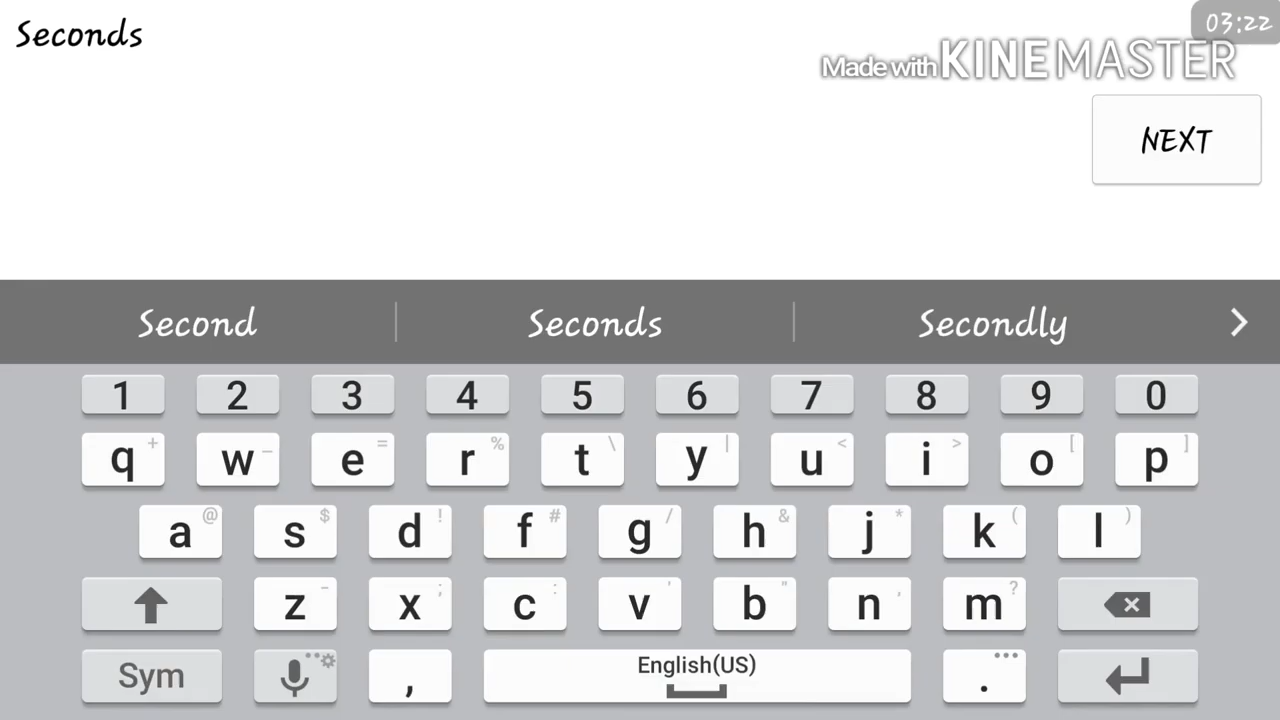 Seconds
03:22
Made with KINEMASTER
NEXT
Second Seconds Secondly
1 2 3 4 5 6 7 8 9 0
q + w _ e = r % t \ y | u < i > o [ p ]
a @ s $ d ! f # g / h & j * k ( l )
z - x ; c : v ' b " n , m ?
Sym , English(US) .